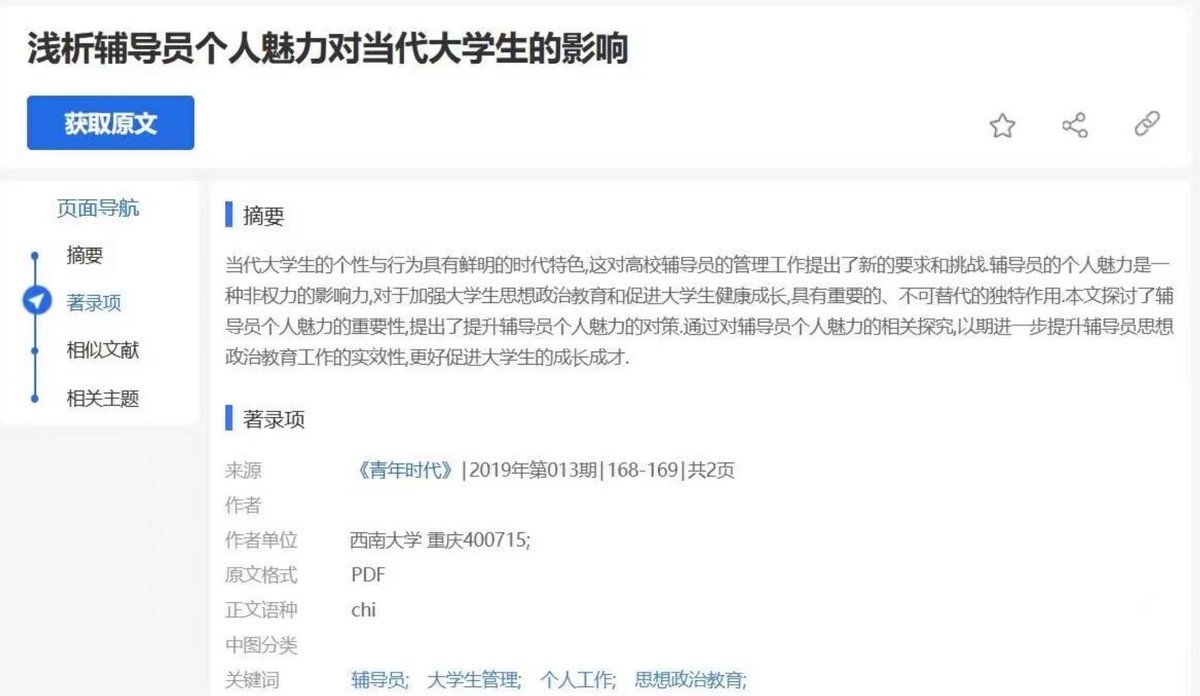 浅析辅导员个人魅力对当代大学生的影响
获取原文
页面导航
摘要
著录项
相似文献
相关主题
摘要
当代大学生的个性与行为具有鲜明的时代特色,这对高校辅导员的管理工作提出了新的要求和挑战.辅导员的个人魅力是一
种非权力的影响力,对于加强大学生思想政治教育和促进大学生健康成长,具有重要的、不可替代的独特作用.本文探讨了辅
导员个人魅力的重要性,提出了提升辅导员个人魅力的对策.通过对辅导员个人魅力的相关探究,以期进一步提升辅导员思想
政治教育工作的实效性,更好促进大学生的成长成才.
著录项
来源 《青年时代》|2019年第013期|168-169|共2页
作者
作者单位 西南大学 重庆400715;
原文格式 PDF
正文语种 chi
中图分类
关键词 辅导员; 大学生管理; 个人工作; 思想政治教育;